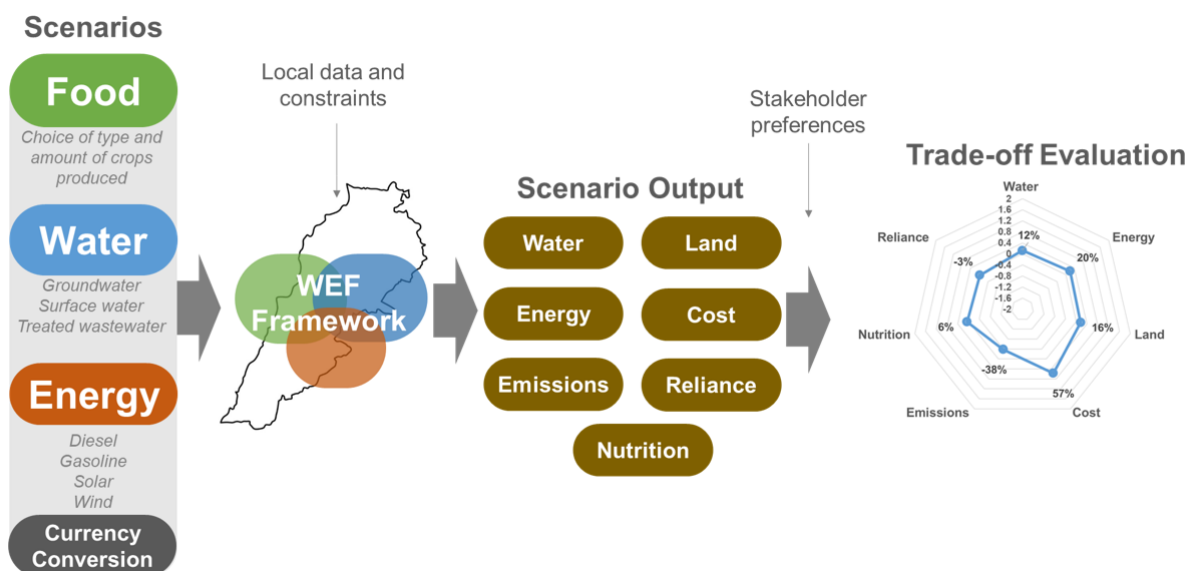 Scenarios
Food
Choice of type and
amount of crops
produced
Water
Groundwater
Surface water
Treated wastewater
Energy
Diesel
Gasoline
Solar
Wind
Currency
Conversion
Local data and
constraints
WEF
Framework
Scenario Output
Water
Land
Energy
Cost
Emissions
Reliance
Nutrition
Stakeholder
preferences
Trade-off Evaluation
Water
2
1.6
1.2
0.8
0.4
0
-0.4
-0.8
-1.2
-1.6
-2
12%
Energy
20%
Land
16%
Cost
57%
Emissions
-38%
Nutrition
6%
Reliance
-3%